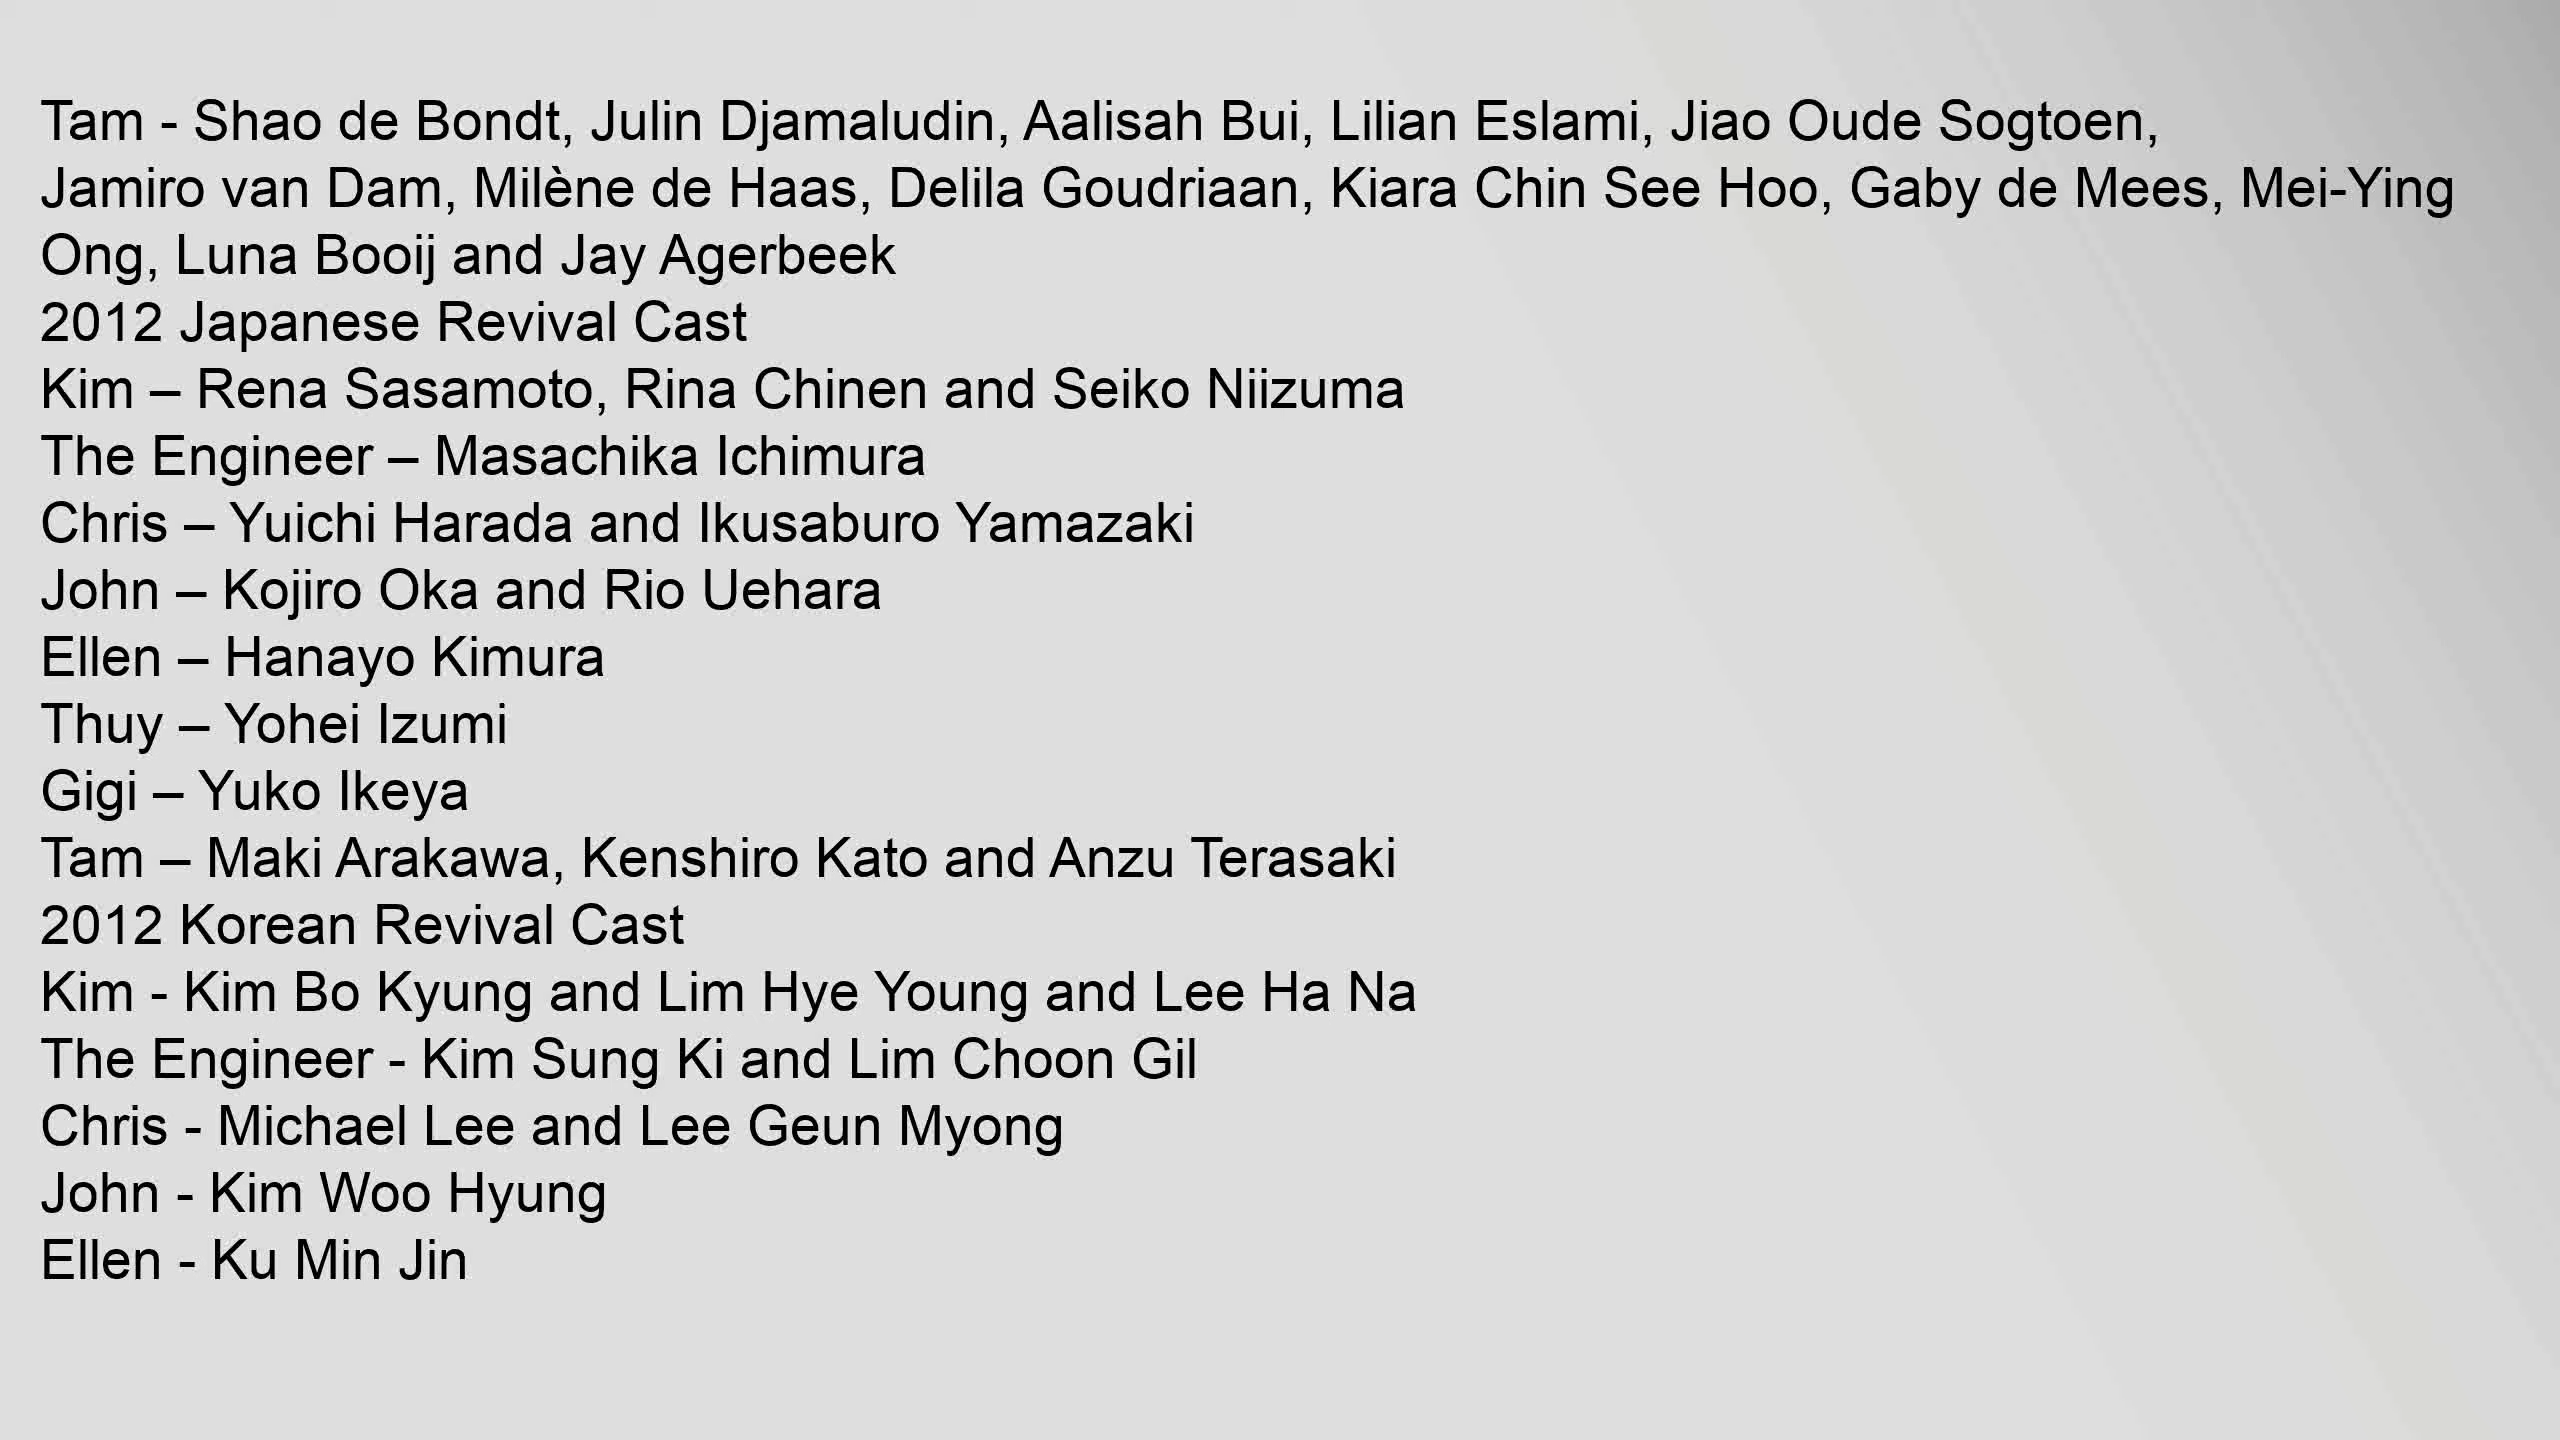 Tam - Shao de Bondt, Julin Djamaludin, Aalisah Bui, Lilian Eslami, Jiao Oude Sogtoen,
Jamiro van Dam, Milène de Haas, Delila Goudriaan, Kiara Chin See Hoo, Gaby de Mees, Mei-Ying
Ong, Luna Booij and Jay Agerbeek
2012 Japanese Revival Cast
Kim – Rena Sasamoto, Rina Chinen and Seiko Niizuma
The Engineer – Masachika Ichimura
Chris – Yuichi Harada and Ikusaburo Yamazaki
John – Kojiro Oka and Rio Uehara
Ellen – Hanayo Kimura
Thuy – Yohei Izumi
Gigi – Yuko Ikeya
Tam – Maki Arakawa, Kenshiro Kato and Anzu Terasaki
2012 Korean Revival Cast
Kim - Kim Bo Kyung and Lim Hye Young and Lee Ha Na
The Engineer - Kim Sung Ki and Lim Choon Gil
Chris - Michael Lee and Lee Geun Myong
John - Kim Woo Hyung
Ellen - Ku Min Jin